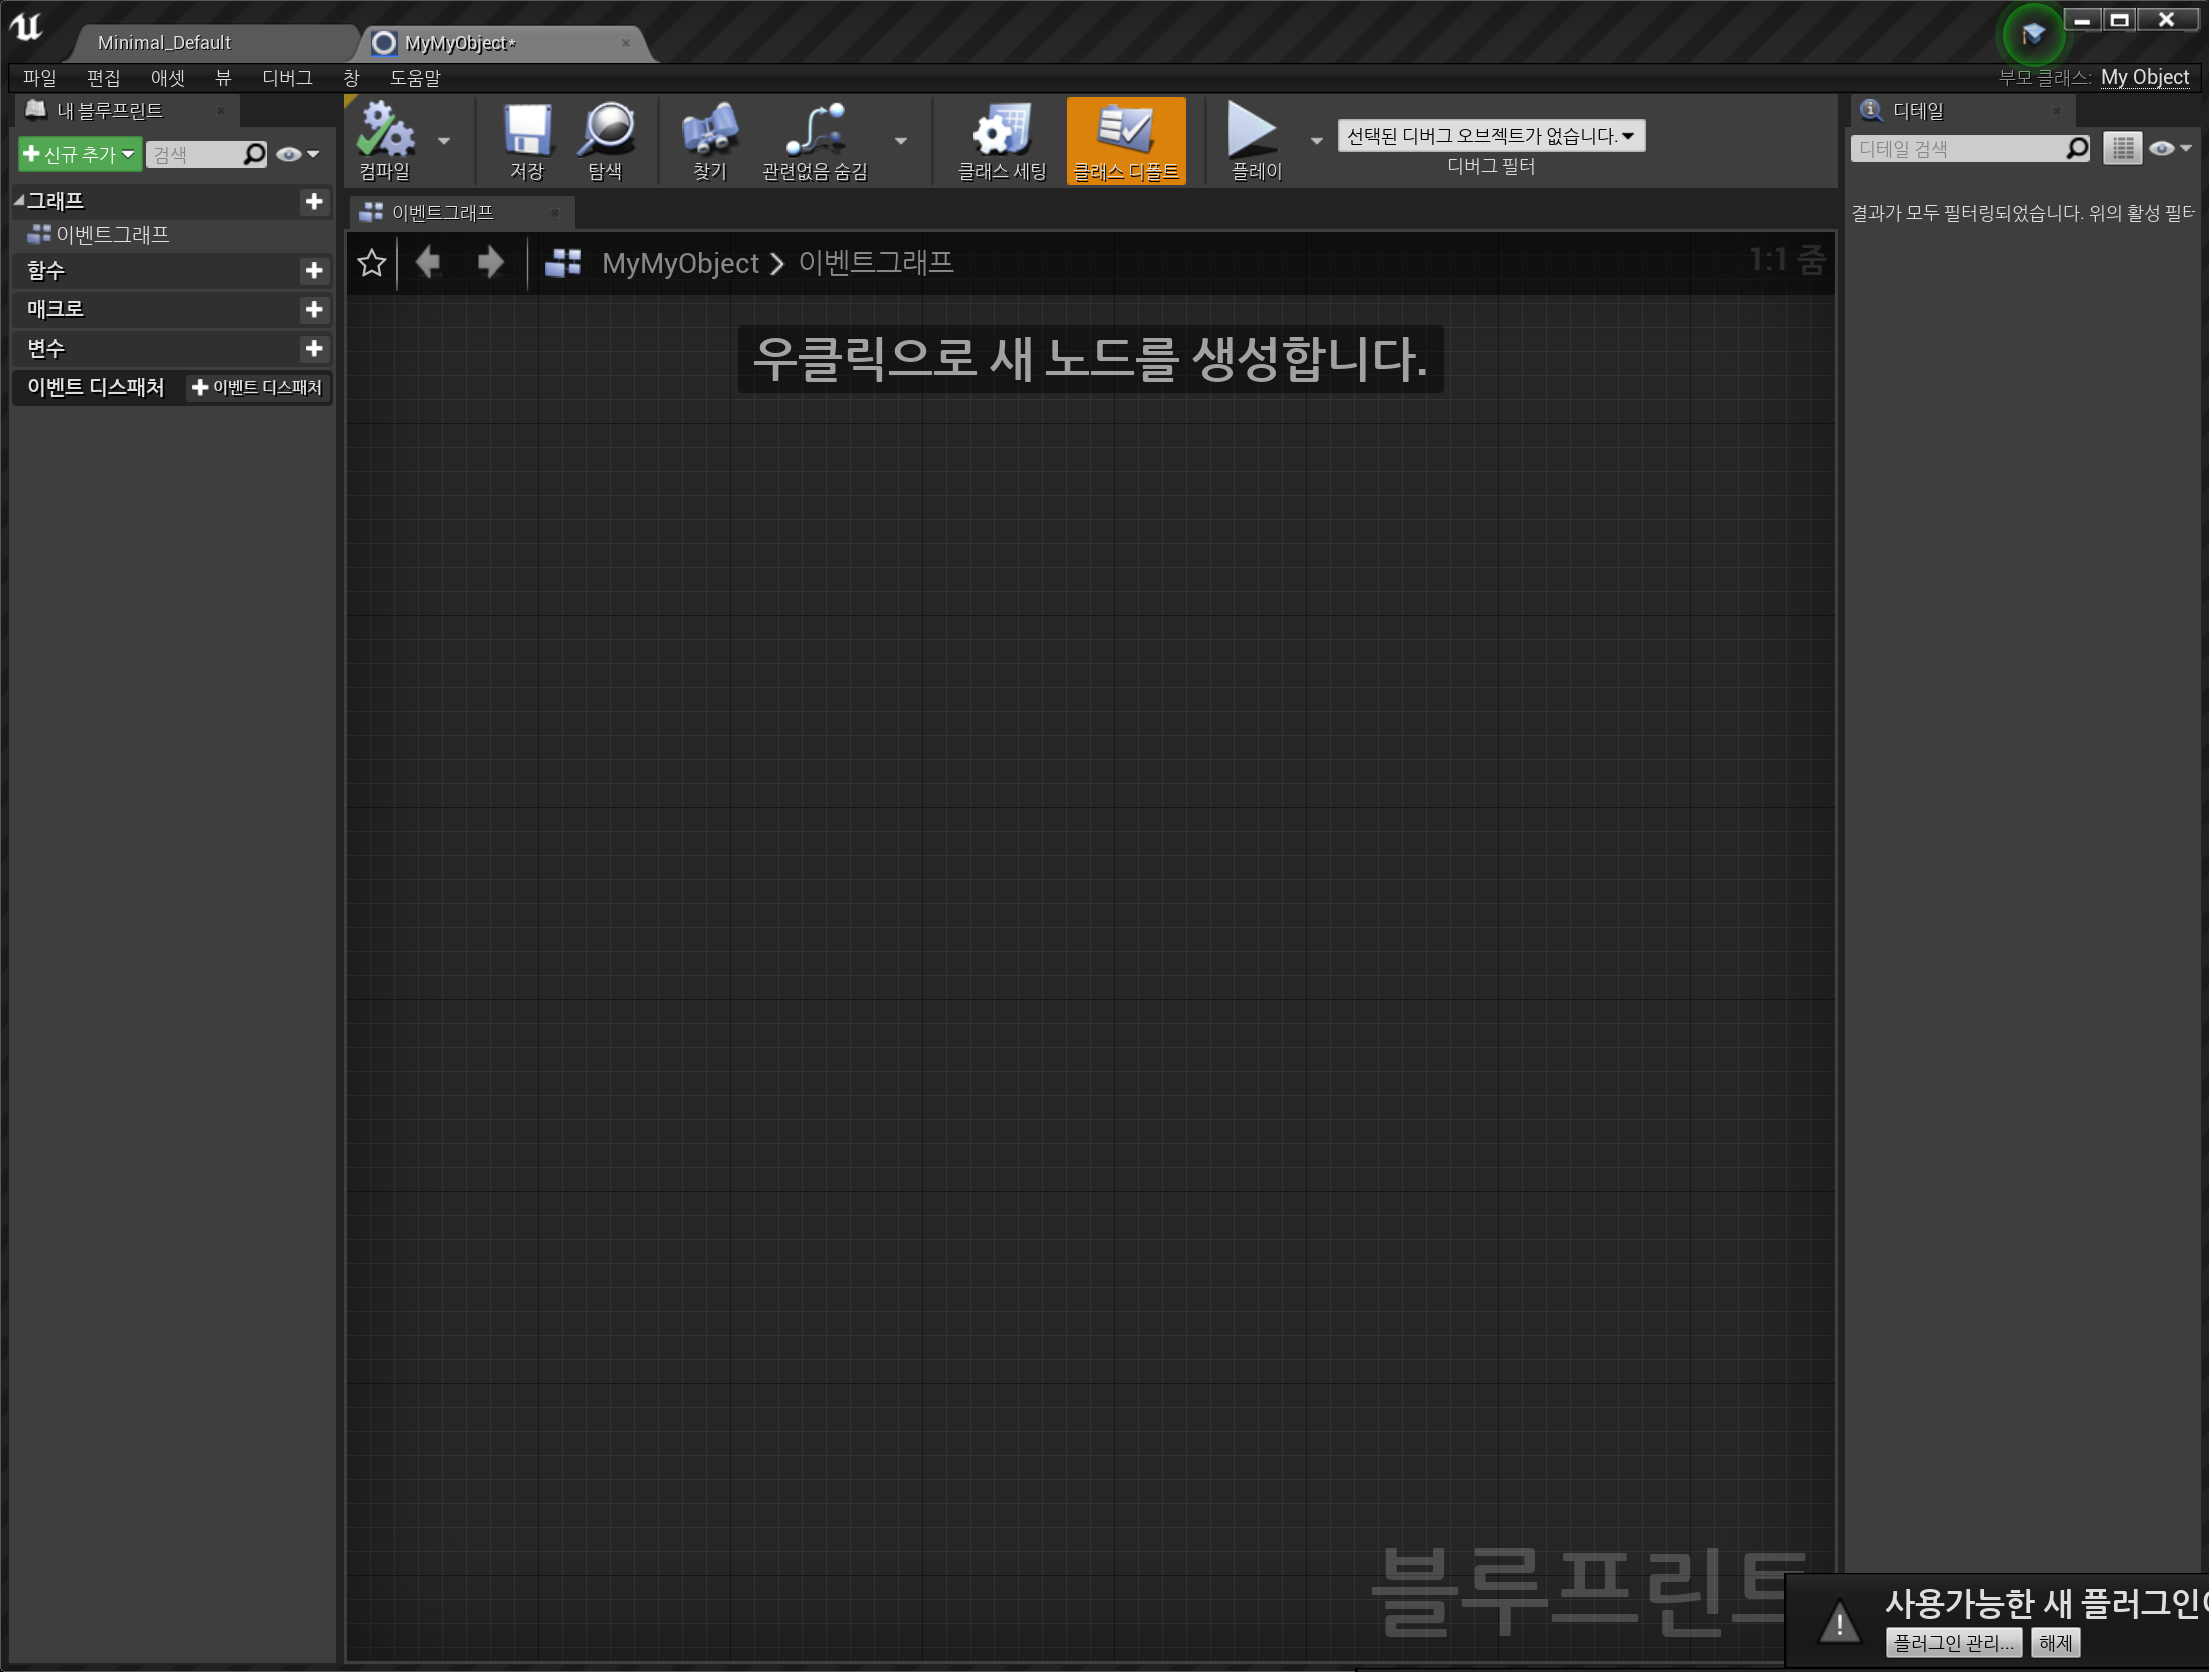 Minimal_Default
MyMyObject*
파일 편집 애셋 뷰 디버그 창 도움말
부모 클래스: My Object
내 블루프린트
신규 추가
검색
그래프
이벤트그래프
함수
매크로
변수
이벤트 디스패처
이벤트 디스패처
컴파일
저장
탐색
찾기
관련없음 숨김
클래스 세팅
클래스 디폴트
플레이
선택된 디버그 오브젝트가 없습니다.
디버그 필터
이벤트그래프
MyMyObject
이벤트그래프
1:1 줌
우클릭으로 새 노드를 생성합니다.
블루프린트
디테일
디테일 검색
결과가 모두 필터링되었습니다. 위의 활성 필터
사용가능한 새 플러그인
플러그인 관리...
해제